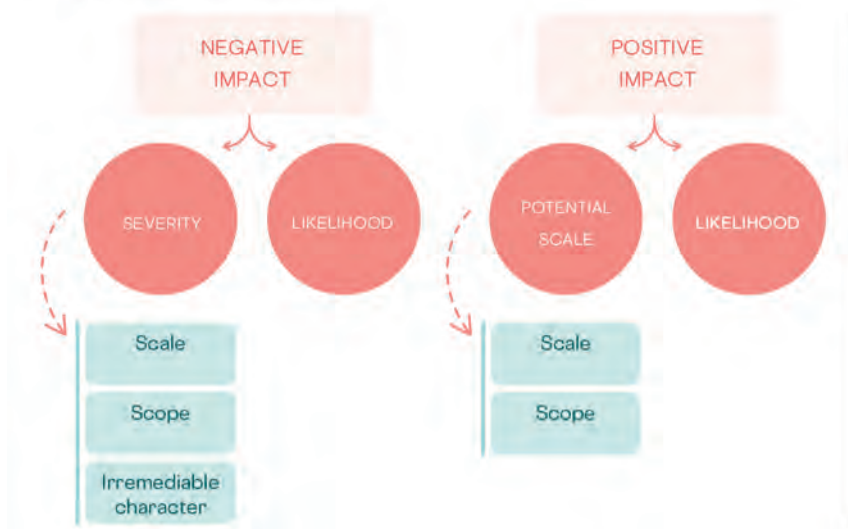 NEGATIVE
IMPACT
SEVERITY
LIKELIHOOD
Scale
Scope
Irremediable
character
POSITIVE
IMPACT
POTENTIAL
SCALE
LIKELIHOOD
Scale
Scope